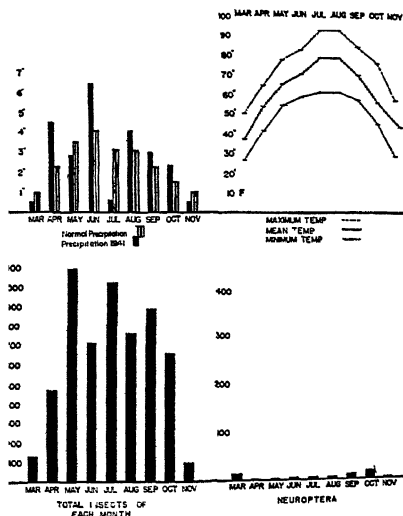 MAR APR MAY JUN JUL AUG SEP OCT NOV
100°
90°
80°
70°
60°
50°
40°
30°
20°
10 F
7"
6"
5"
4"
3"
2"
1"
MAR APR MAY JUN JUL AUG SEP OCT NOV
Normal Precipitation
Precipitation 1941
MAXIMUM TEMP
MEAN TEMP
MINIMUM TEMP
400
300
200
100
MAR APR MAY JUN JUL AUG SEP OCT NOV
TOTAL INSECTS OF
EACH MONTH
MAR APR MAY JUN JUL AUG SEP OCT NOV
NEUROPTERA